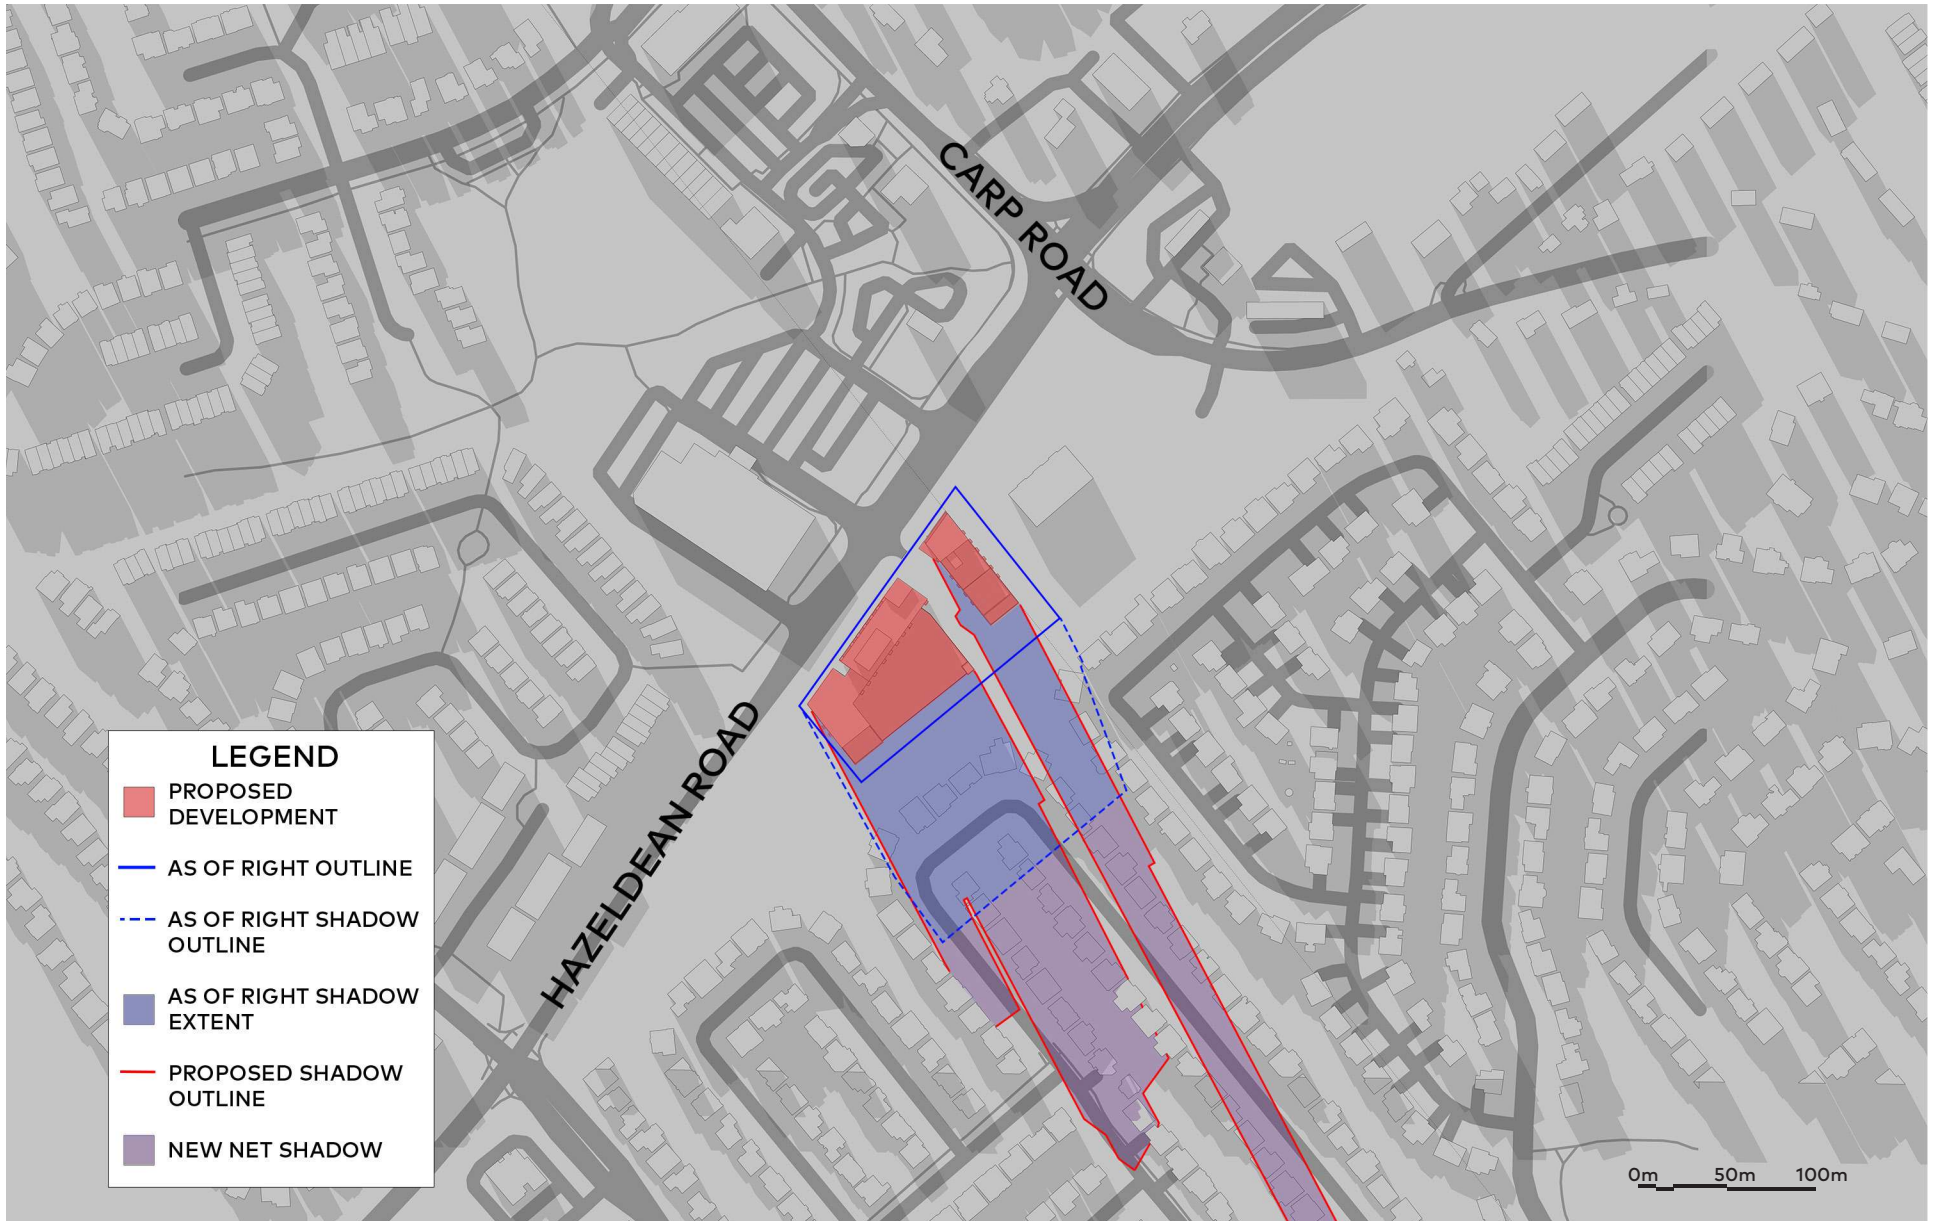 CARP ROAD
HAZELDEAN ROAD
LEGEND
PROPOSED
DEVELOPMENT
AS OF RIGHT OUTLINE
AS OF RIGHT SHADOW
OUTLINE
AS OF RIGHT SHADOW
EXTENT
PROPOSED SHADOW
OUTLINE
NEW NET SHADOW
0m 50m 100m